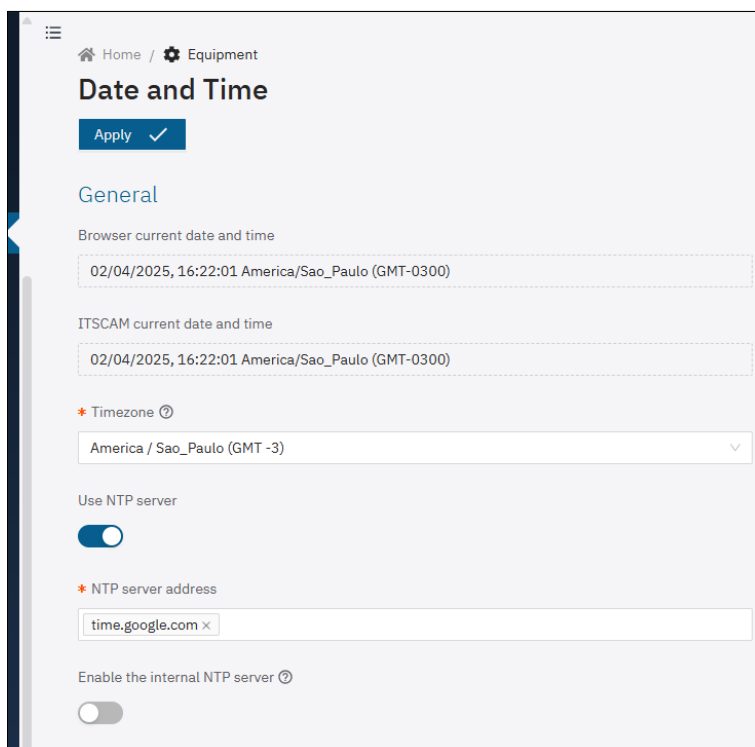 Home / Equipment
Date and Time
Apply
General
Browser current date and time
02/04/2025, 16:22:01 America/Sao_Paulo (GMT-0300)
ITSCAM current date and time
02/04/2025, 16:22:01 America/Sao_Paulo (GMT-0300)
* Timezone
America / Sao_Paulo (GMT -3)
Use NTP server
* NTP server address
time.google.com ×
Enable the internal NTP server